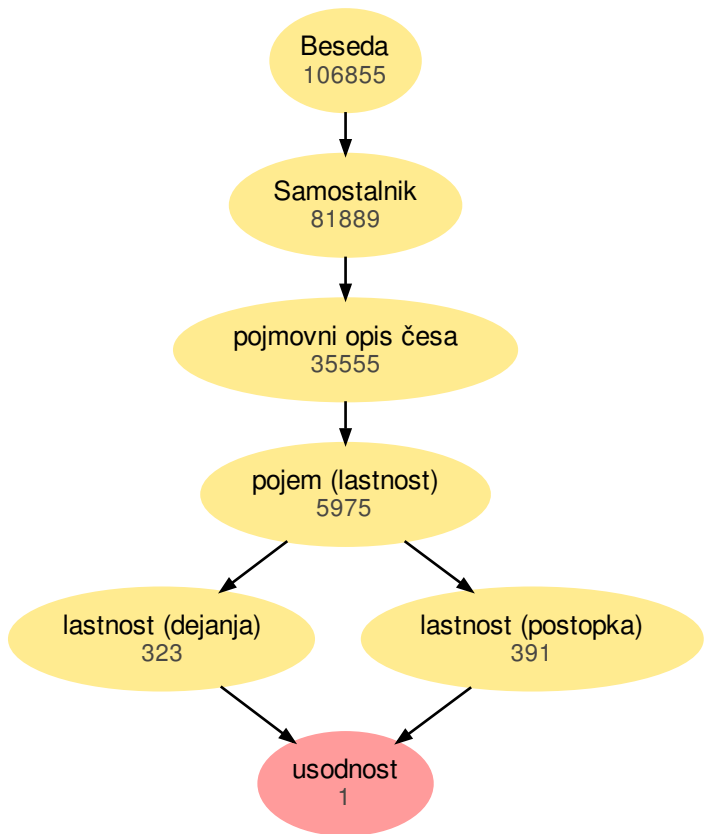 Beseda
106855
Samostalnik
81889
pojmovni opis česa
35555
pojem (lastnost)
5975
lastnost (dejanja)
323
lastnost (postopka)
391
usodnost
1